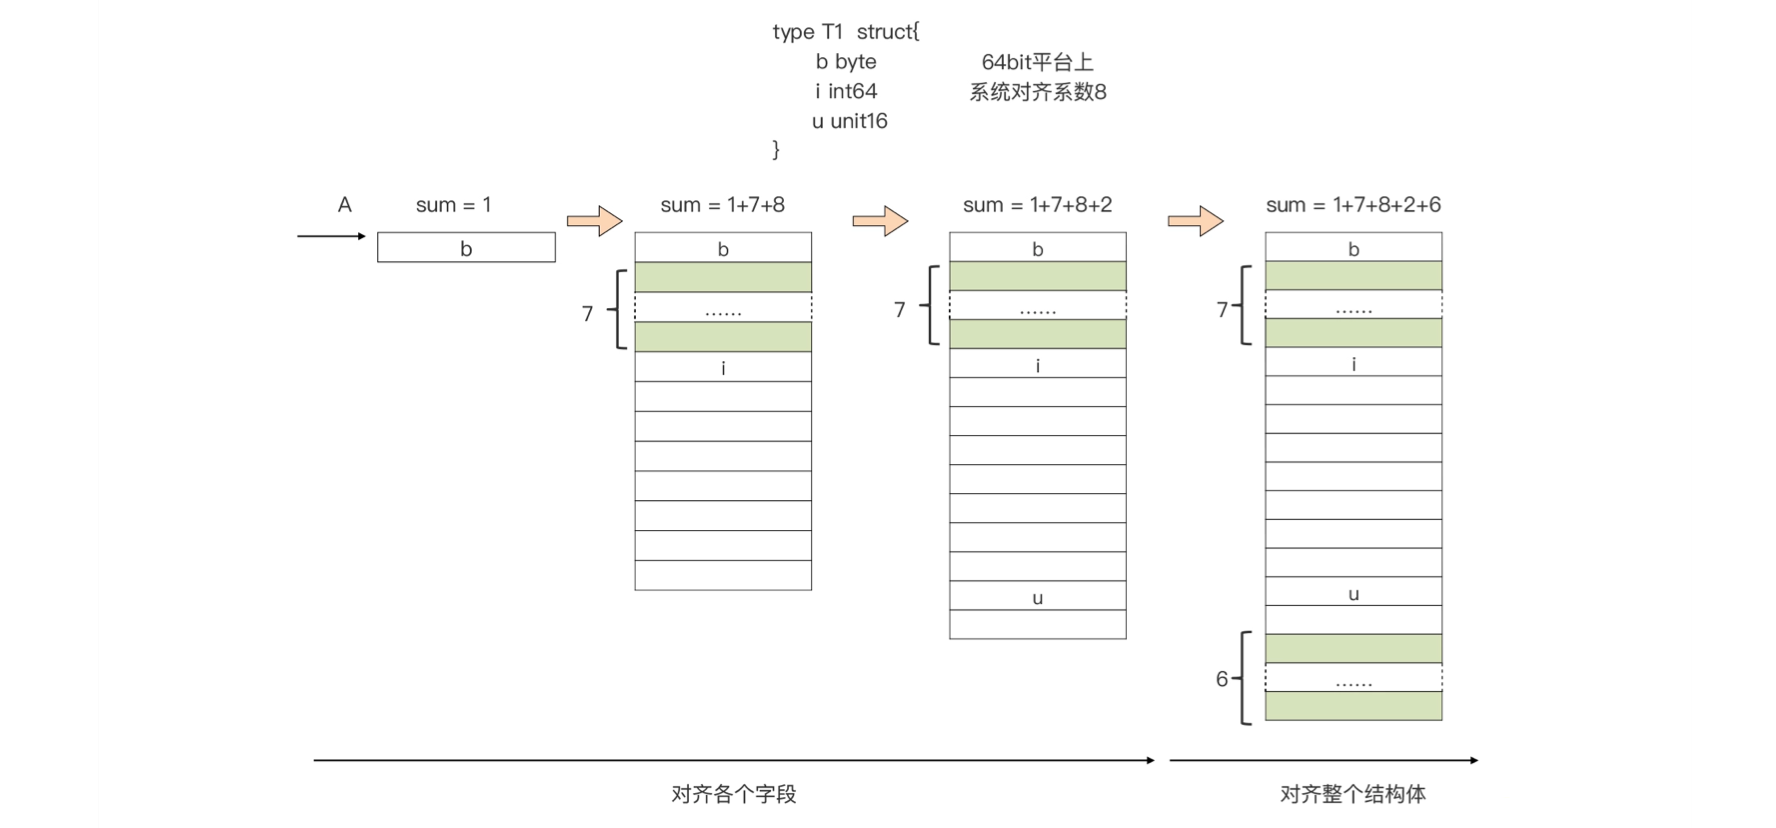 type T1 struct{
b byte
64bit平台上
i int64
系统对齐系数8
u unit16
}
A
sum = 1
sum = 1+7+8
sum = 1+7+8+2
sum = 1+7+8+2+6
b
b
b
b
7
......
7
......
7
......
i
i
i
u
u
6
......
对齐各个字段
对齐整个结构体